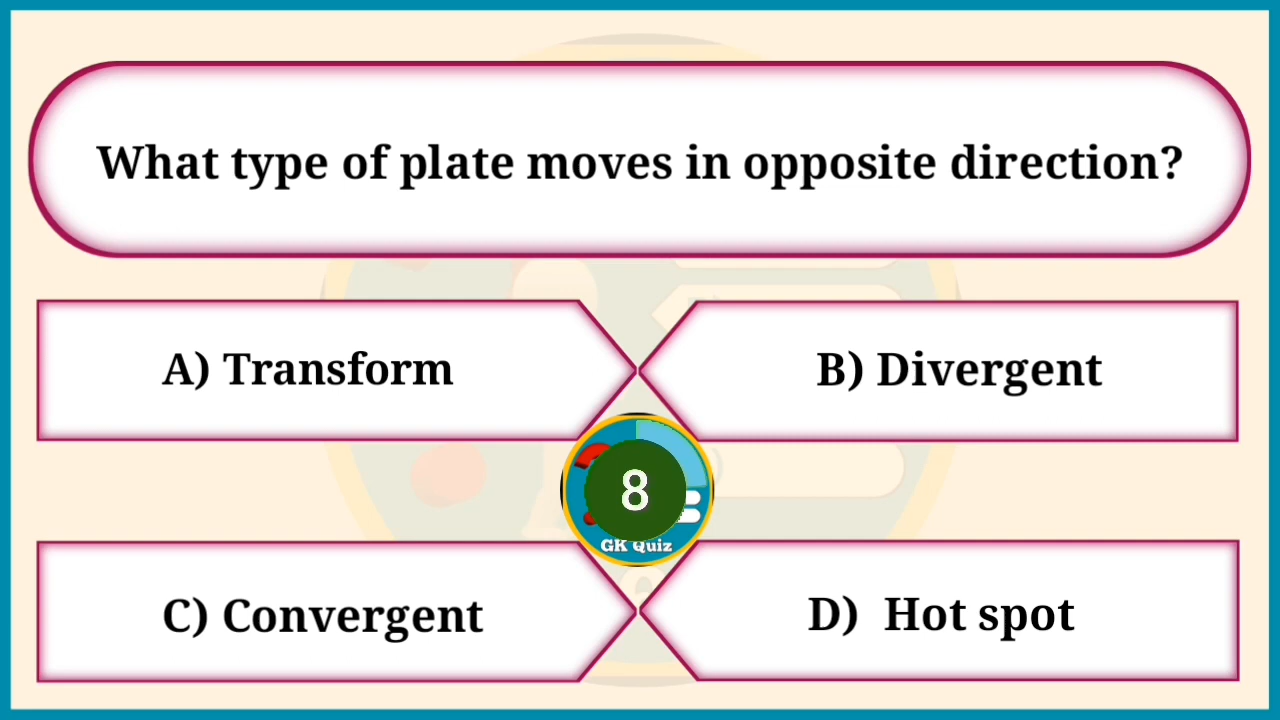 What type of plate moves in opposite direction?
A) Transform
B) Divergent
8
GK Quiz
C) Convergent
D) Hot spot